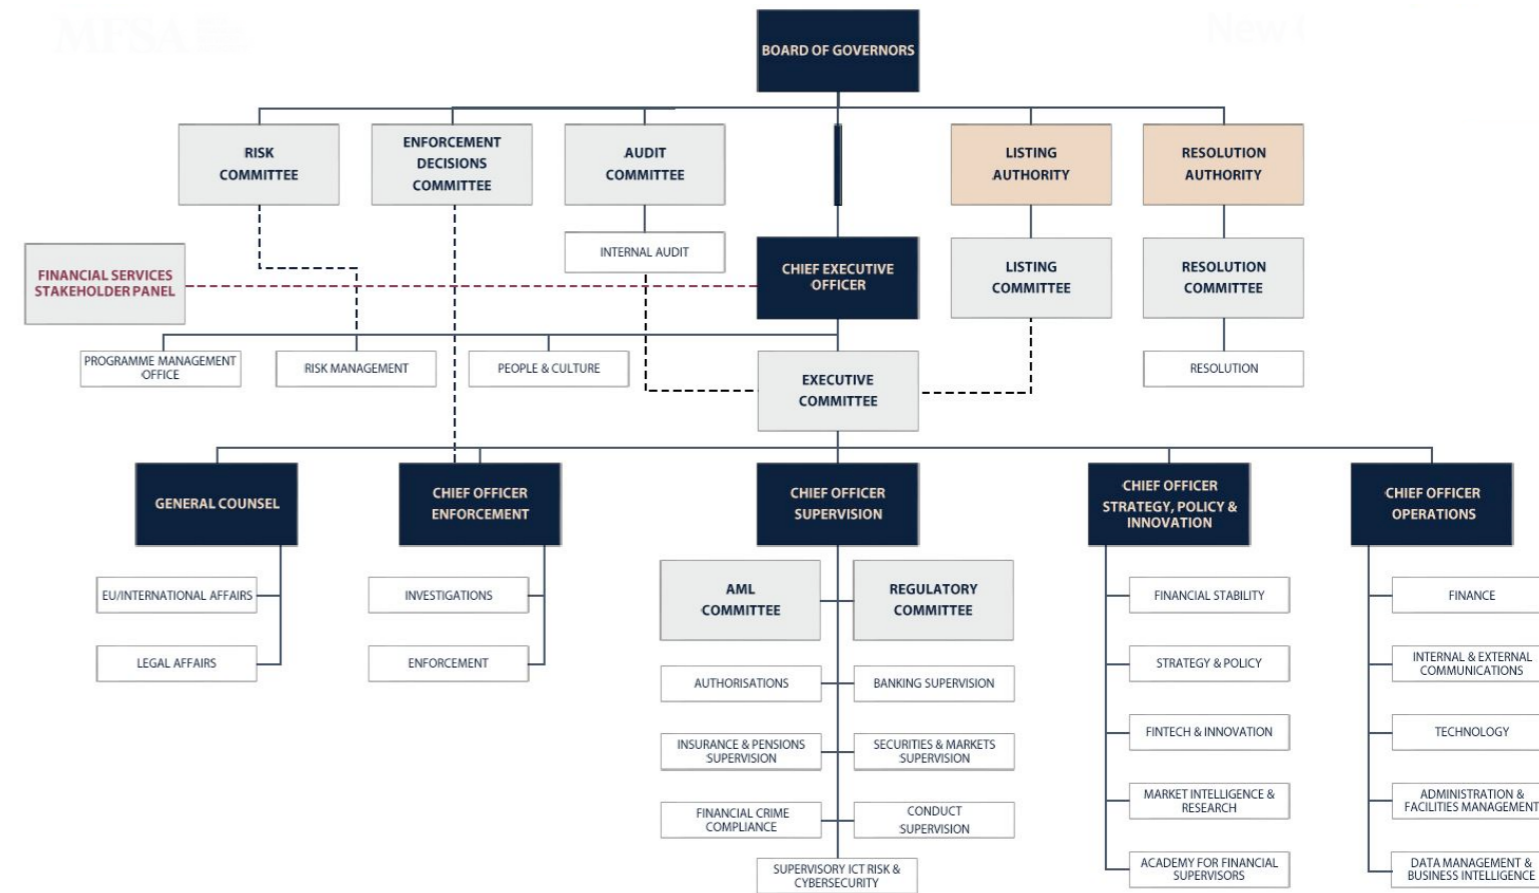 MFSA
New
BOARD OF GOVERNORS
RISK
COMMITTEE
ENFORCEMENT
DECISIONS
COMMITTEE
AUDIT
COMMITTEE
LISTING
AUTHORITY
RESOLUTION
AUTHORITY
INTERNAL AUDIT
FINANCIAL SERVICES
STAKEHOLDER PANEL
CHIEF EXECUTIVE
OFFICER
LISTING
COMMITTEE
RESOLUTION
COMMITTEE
PROGRAMME MANAGEMENT
OFFICE
RISK MANAGEMENT
PEOPLE & CULTURE
EXECUTIVE
COMMITTEE
RESOLUTION
GENERAL COUNSEL
CHIEF OFFICER
ENFORCEMENT
CHIEF OFFICER
SUPERVISION
CHIEF OFFICER
STRATEGY, POLICY &
INNOVATION
CHIEF OFFICER
OPERATIONS
EU/INTERNATIONAL AFFAIRS
LEGAL AFFAIRS
INVESTIGATIONS
ENFORCEMENT
AML
COMMITTEE
REGULATORY
COMMITTEE
AUTHORISATIONS
BANKING SUPERVISION
INSURANCE & PENSIONS
SUPERVISION
SECURITIES & MARKETS
SUPERVISION
FINANCIAL CRIME
COMPLIANCE
CONDUCT
SUPERVISION
SUPERVISORY ICT RISK &
CYBERSECURITY
FINANCIAL STABILITY
STRATEGY & POLICY
FINTECH & INNOVATION
MARKET INTELLIGENCE &
RESEARCH
ACADEMY FOR FINANCIAL
SUPERVISORS
FINANCE
INTERNAL & EXTERNAL
COMMUNICATIONS
TECHNOLOGY
ADMINISTRATION &
FACILITIES MANAGEMENT
DATA MANAGEMENT &
BUSINESS INTELLIGENCE